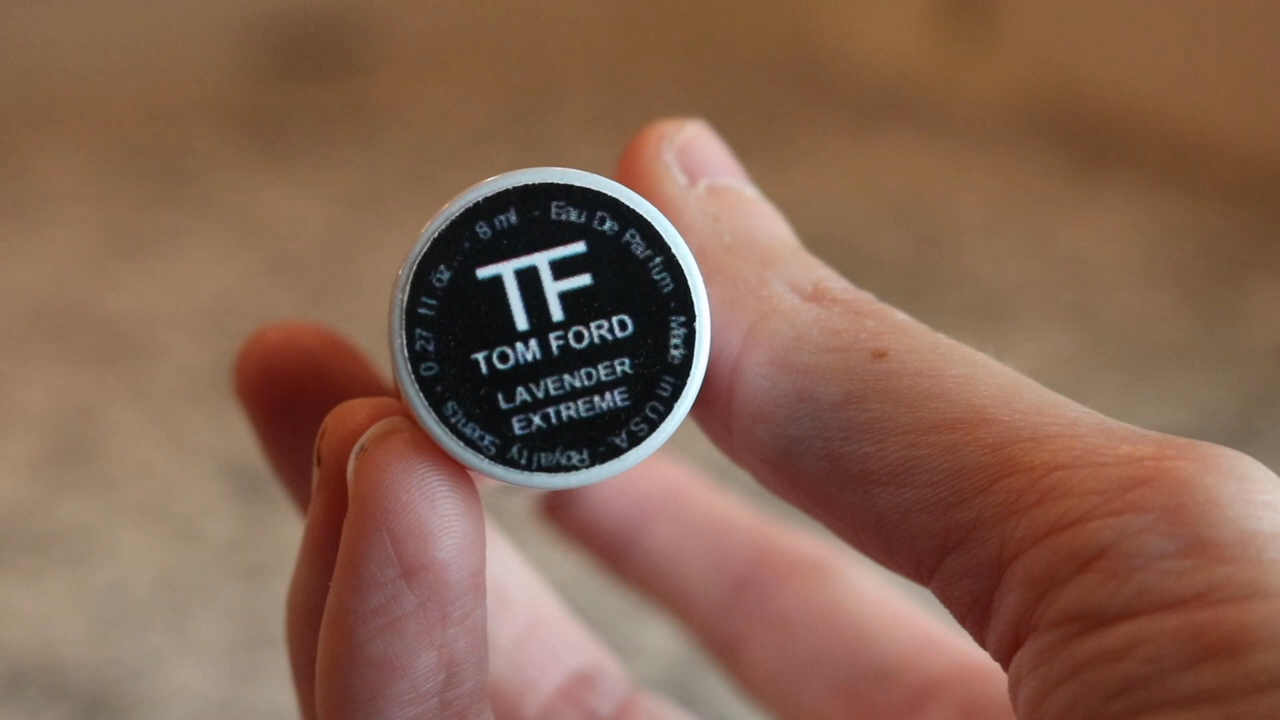 TF
TOM FORD
LAVENDER
EXTREME
0.27 fl. oz. - 8 ml - Eau De Parfum - Made in U.S.A. - Royalty Scents -